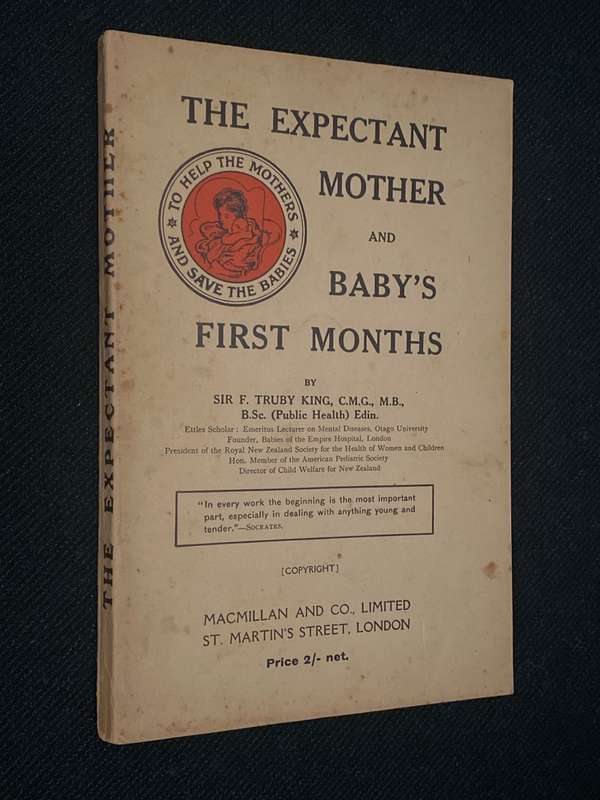 THE EXPECTANT MOTHER
THE EXPECTANT
MOTHER
TO HELP THE MOTHERS
AND SAVE THE BABIES
AND
BABY'S
FIRST MONTHS
BY
SIR F. TRUBY KING, C.M.G., M.B.,
B.Sc. (Public Health) Edin.
Ettles Scholar: Emeritus Lecturer on Mental Diseases, Otago University
Founder, Babies of the Empire Hospital, London
President of the Royal New Zealand Society for the Health of Women and Children
Hon. Member of the American Pediatric Society
Director of Child Welfare for New Zealand
"In every work the beginning is the most important
part, especially in dealing with anything young and
tender."—SOCRATES.
[COPYRIGHT]
MACMILLAN AND CO., LIMITED
ST. MARTIN'S STREET, LONDON
Price 2/- net.